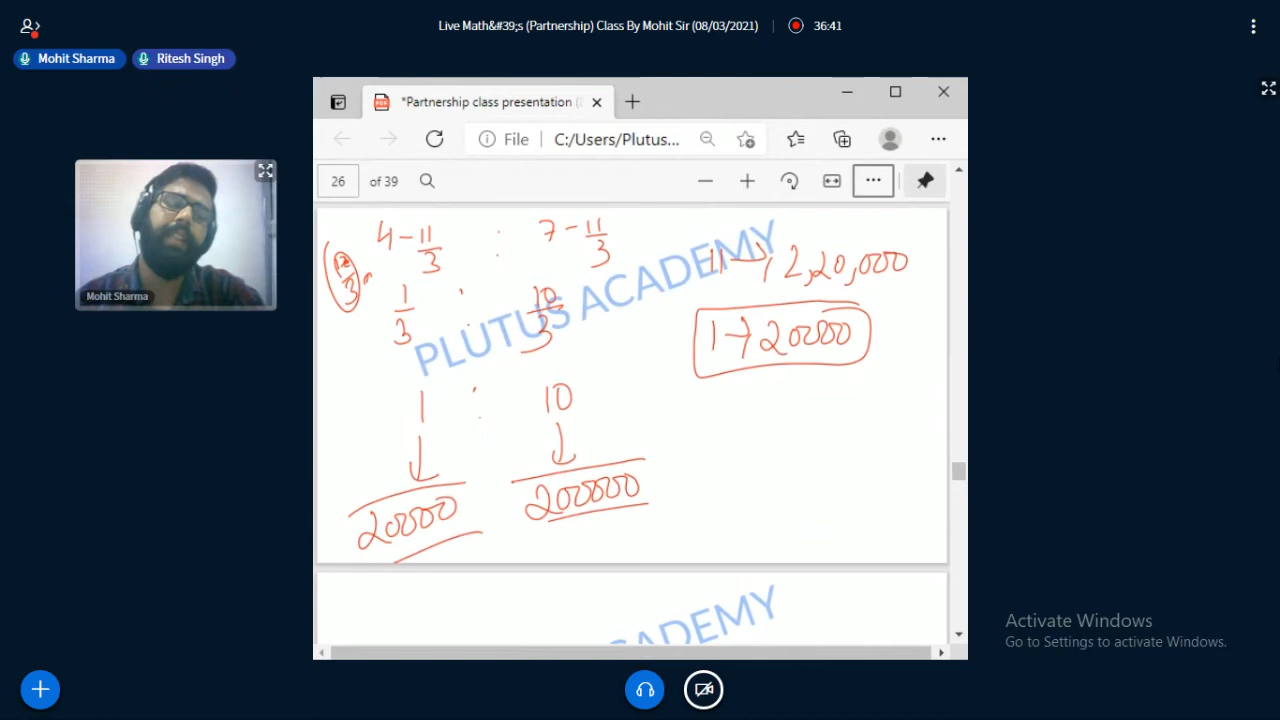 Live Math&#39;s (Partnership) Class By Mohit Sir (08/03/2021) 36:41
Mohit Sharma Ritesh Singh
*Partnership class presentation (
File C:/Users/Plutus...
26 of 39
4 - 11/3 : 7 - 11/3
11 → 2,20,000
1/3 : 10/3
1 → 20000
PLUTUS ACADEMY
Mohit Sharma
1 : 10
20000 200000
PLUTUS ACADEMY
Activate Windows
Go to Settings to activate Windows.